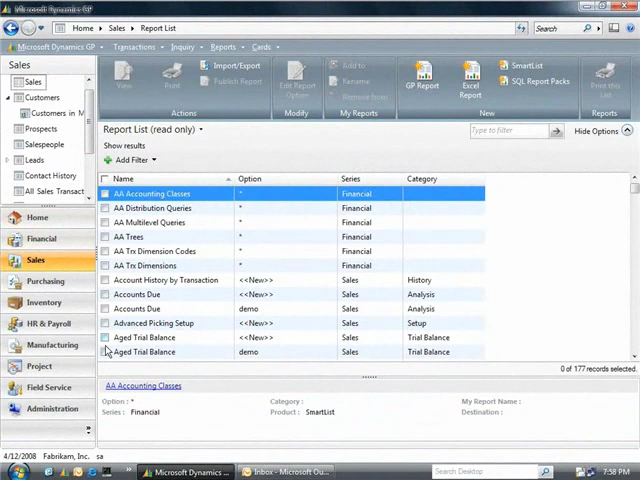 Microsoft Dynamics GP
Home ▸ Sales ▸ Report List
Search
Microsoft Dynamics GP ▾ Transactions ▾ Inquiry ▾ Reports ▾ Cards ▾
Sales
Sales
Customers
Customers in M
Prospects
Salespeople
Leads
Contact History
All Sales Transact
Home
Financial
Sales
Purchasing
Inventory
HR & Payroll
Manufacturing
Project
Field Service
Administration
View
Print
Import/Export
Publish Report
Actions
Edit Report Option
Modify
Add to
Rename
Remove from
My Reports
GP Report
Excel Report
SmartList
SQL Report Packs
New
Print this List
Reports
Report List (read only)
Type to filter
Hide Options
Show results
Add Filter
Name Option Series Category
AA Accounting Classes * Financial
AA Distribution Queries * Financial
AA Multilevel Queries * Financial
AA Trees * Financial
AA Trx Dimension Codes * Financial
AA Trx Dimensions * Financial
Account History by Transaction <<New>> Sales History
Accounts Due <<New>> Sales Analysis
Accounts Due demo Sales Analysis
Advanced Picking Setup <<New>> Sales Setup
Aged Trial Balance <<New>> Sales Trial Balance
Aged Trial Balance demo Sales Trial Balance
0 of 177 records selected.
AA Accounting Classes
Option : * Category : My Report Name :
Series : Financial Product : SmartList Destination :
4/12/2008 Fabrikam, Inc. sa
Microsoft Dynamics ... Inbox - Microsoft Ou... Search Desktop 7:58 PM